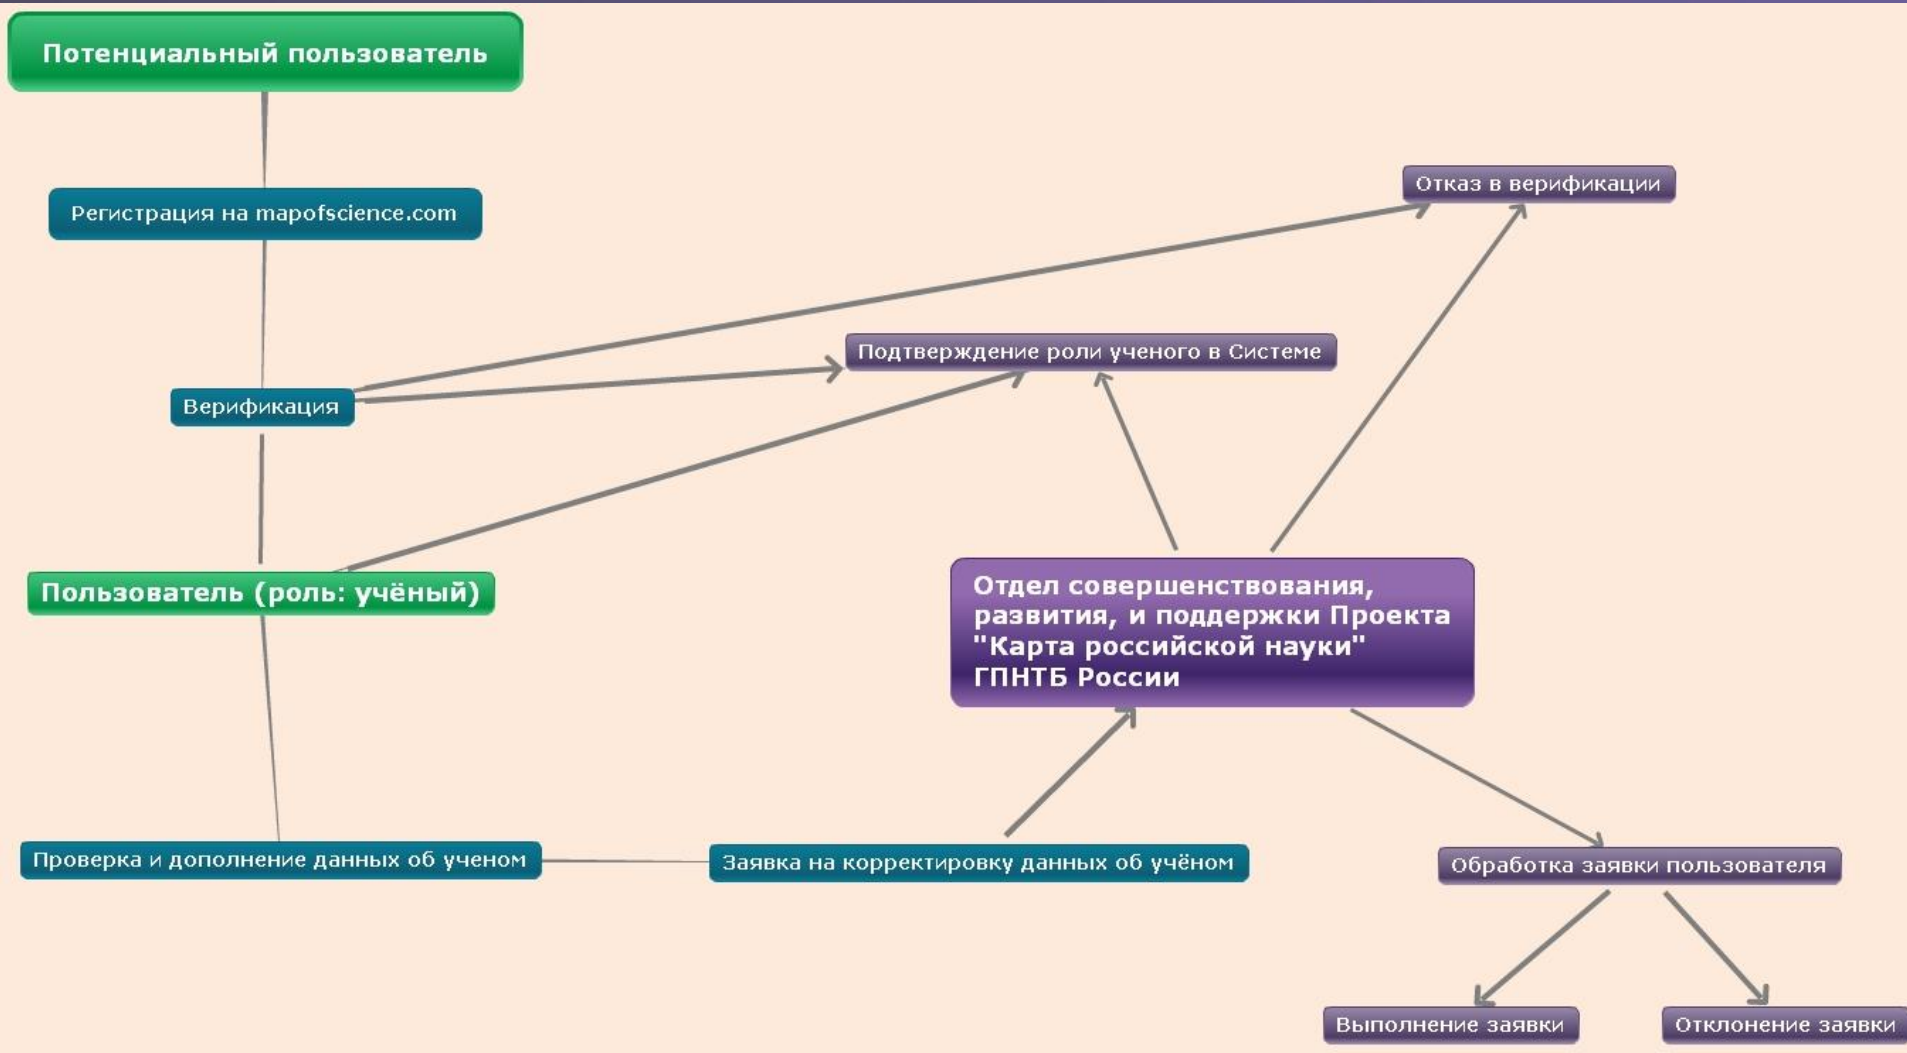 Потенциальный пользователь
Регистрация на mapofscience.com
Отказ в верификации
Подтверждение роли ученого в Системе
Верификация
Пользователь (роль: учёный)
Отдел совершенствования,
развития, и поддержки Проекта
"Карта российской науки"
ГПНТБ России
Проверка и дополнение данных об ученом
Заявка на корректировку данных об учёном
Обработка заявки пользователя
Выполнение заявки
Отклонение заявки